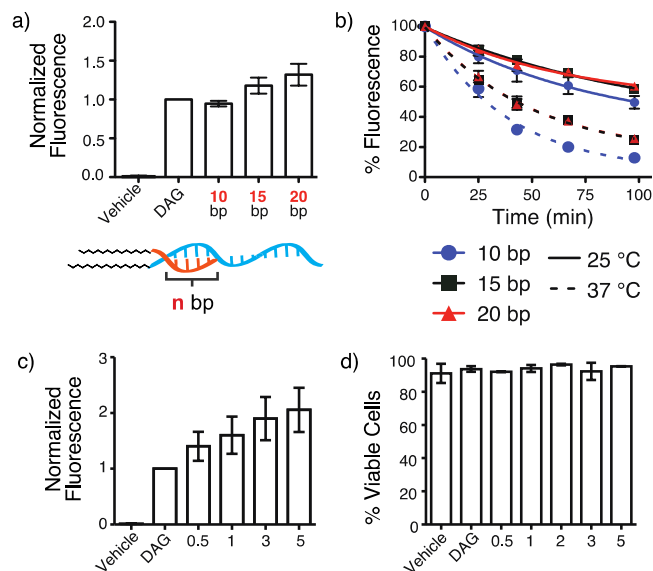 a)
Normalized
Fluorescence
2.0
1.5
1.0
0.5
0.0
Vehicle
DAG
10
bp
15
bp
20
bp
n bp
b)
% Fluorescence
100
80
60
40
20
0
0
25
50
75
100
Time (min)
10 bp
15 bp
20 bp
25 °C
37 °C
c)
Normalized
Fluorescence
3
2
1
0
Vehicle
DAG
0.5
1
3
5
d)
% Viable Cells
100
80
60
40
20
0
Vehicle
DAG
0.5
1
2
3
5